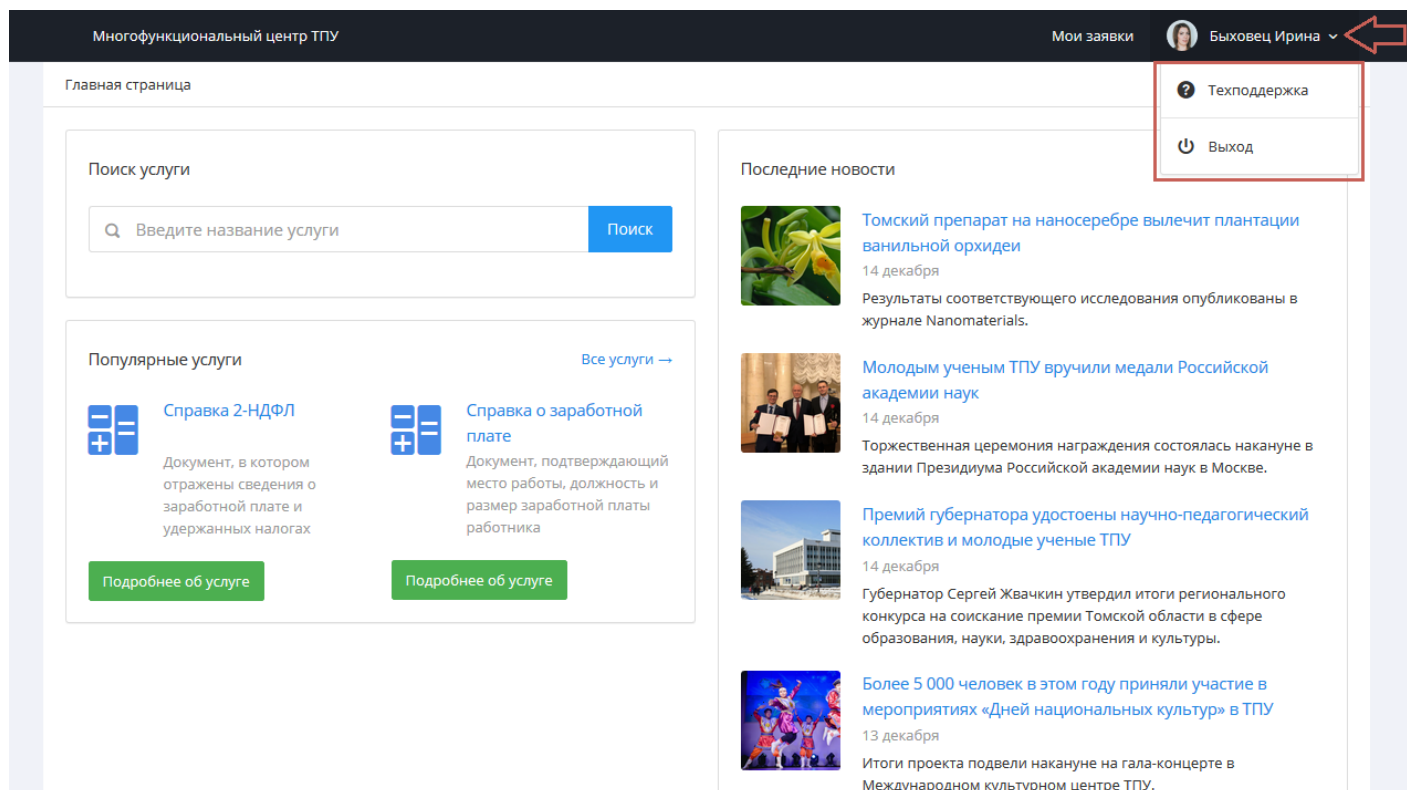 Многофункциональный центр ТПУ
Мои заявки
Быховец Ирина
Техподдержка
Выход
Главная страница
Поиск услуги
Введите название услуги
Поиск
Популярные услуги
Все услуги →
Справка 2-НДФЛ
Документ, в котором
отражены сведения о
заработной плате и
удержанных налогах
Подробнее об услуге
Справка о заработной
плате
Документ, подтверждающий
место работы, должность и
размер заработной платы
работника
Подробнее об услуге
Последние новости
Томский препарат на наносеребре вылечит плантации
ванильной орхидеи
14 декабря
Результаты соответствующего исследования опубликованы в
журнале Nanomaterials.
Молодым ученым ТПУ вручили медали Российской
академии наук
14 декабря
Торжественная церемония награждения состоялась накануне в
здании Президиума Российской академии наук в Москве.
Премий губернатора удостоены научно-педагогический
коллектив и молодые ученые ТПУ
14 декабря
Губернатор Сергей Жвачкин утвердил итоги регионального
конкурса на соискание премии Томской области в сфере
образования, науки, здравоохранения и культуры.
Более 5 000 человек в этом году приняли участие в
мероприятиях «Дней национальных культур» в ТПУ
13 декабря
Итоги проекта подвели накануне на гала-концерте в
Международном культурном центре ТПУ.